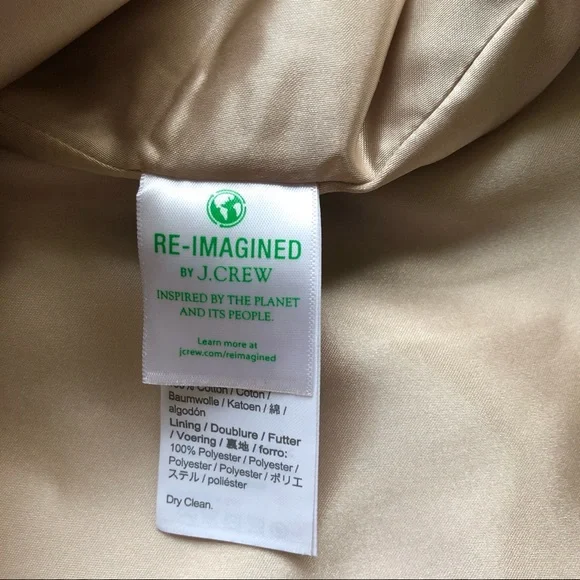 RE-IMAGINED
BY J.CREW
INSPIRED BY THE PLANET
AND ITS PEOPLE.
Learn more at
jcrew.com/reimagined
Cotton / Coton /
Baumwolle / Katoen / 綿 /
algodón
Lining / Doublure / Futter
/ Voering / 裏地 / forro:
100% Polyester / Polyester /
Polyester / Polyester / ポリエ
ステル / poliéster
Dry Clean.